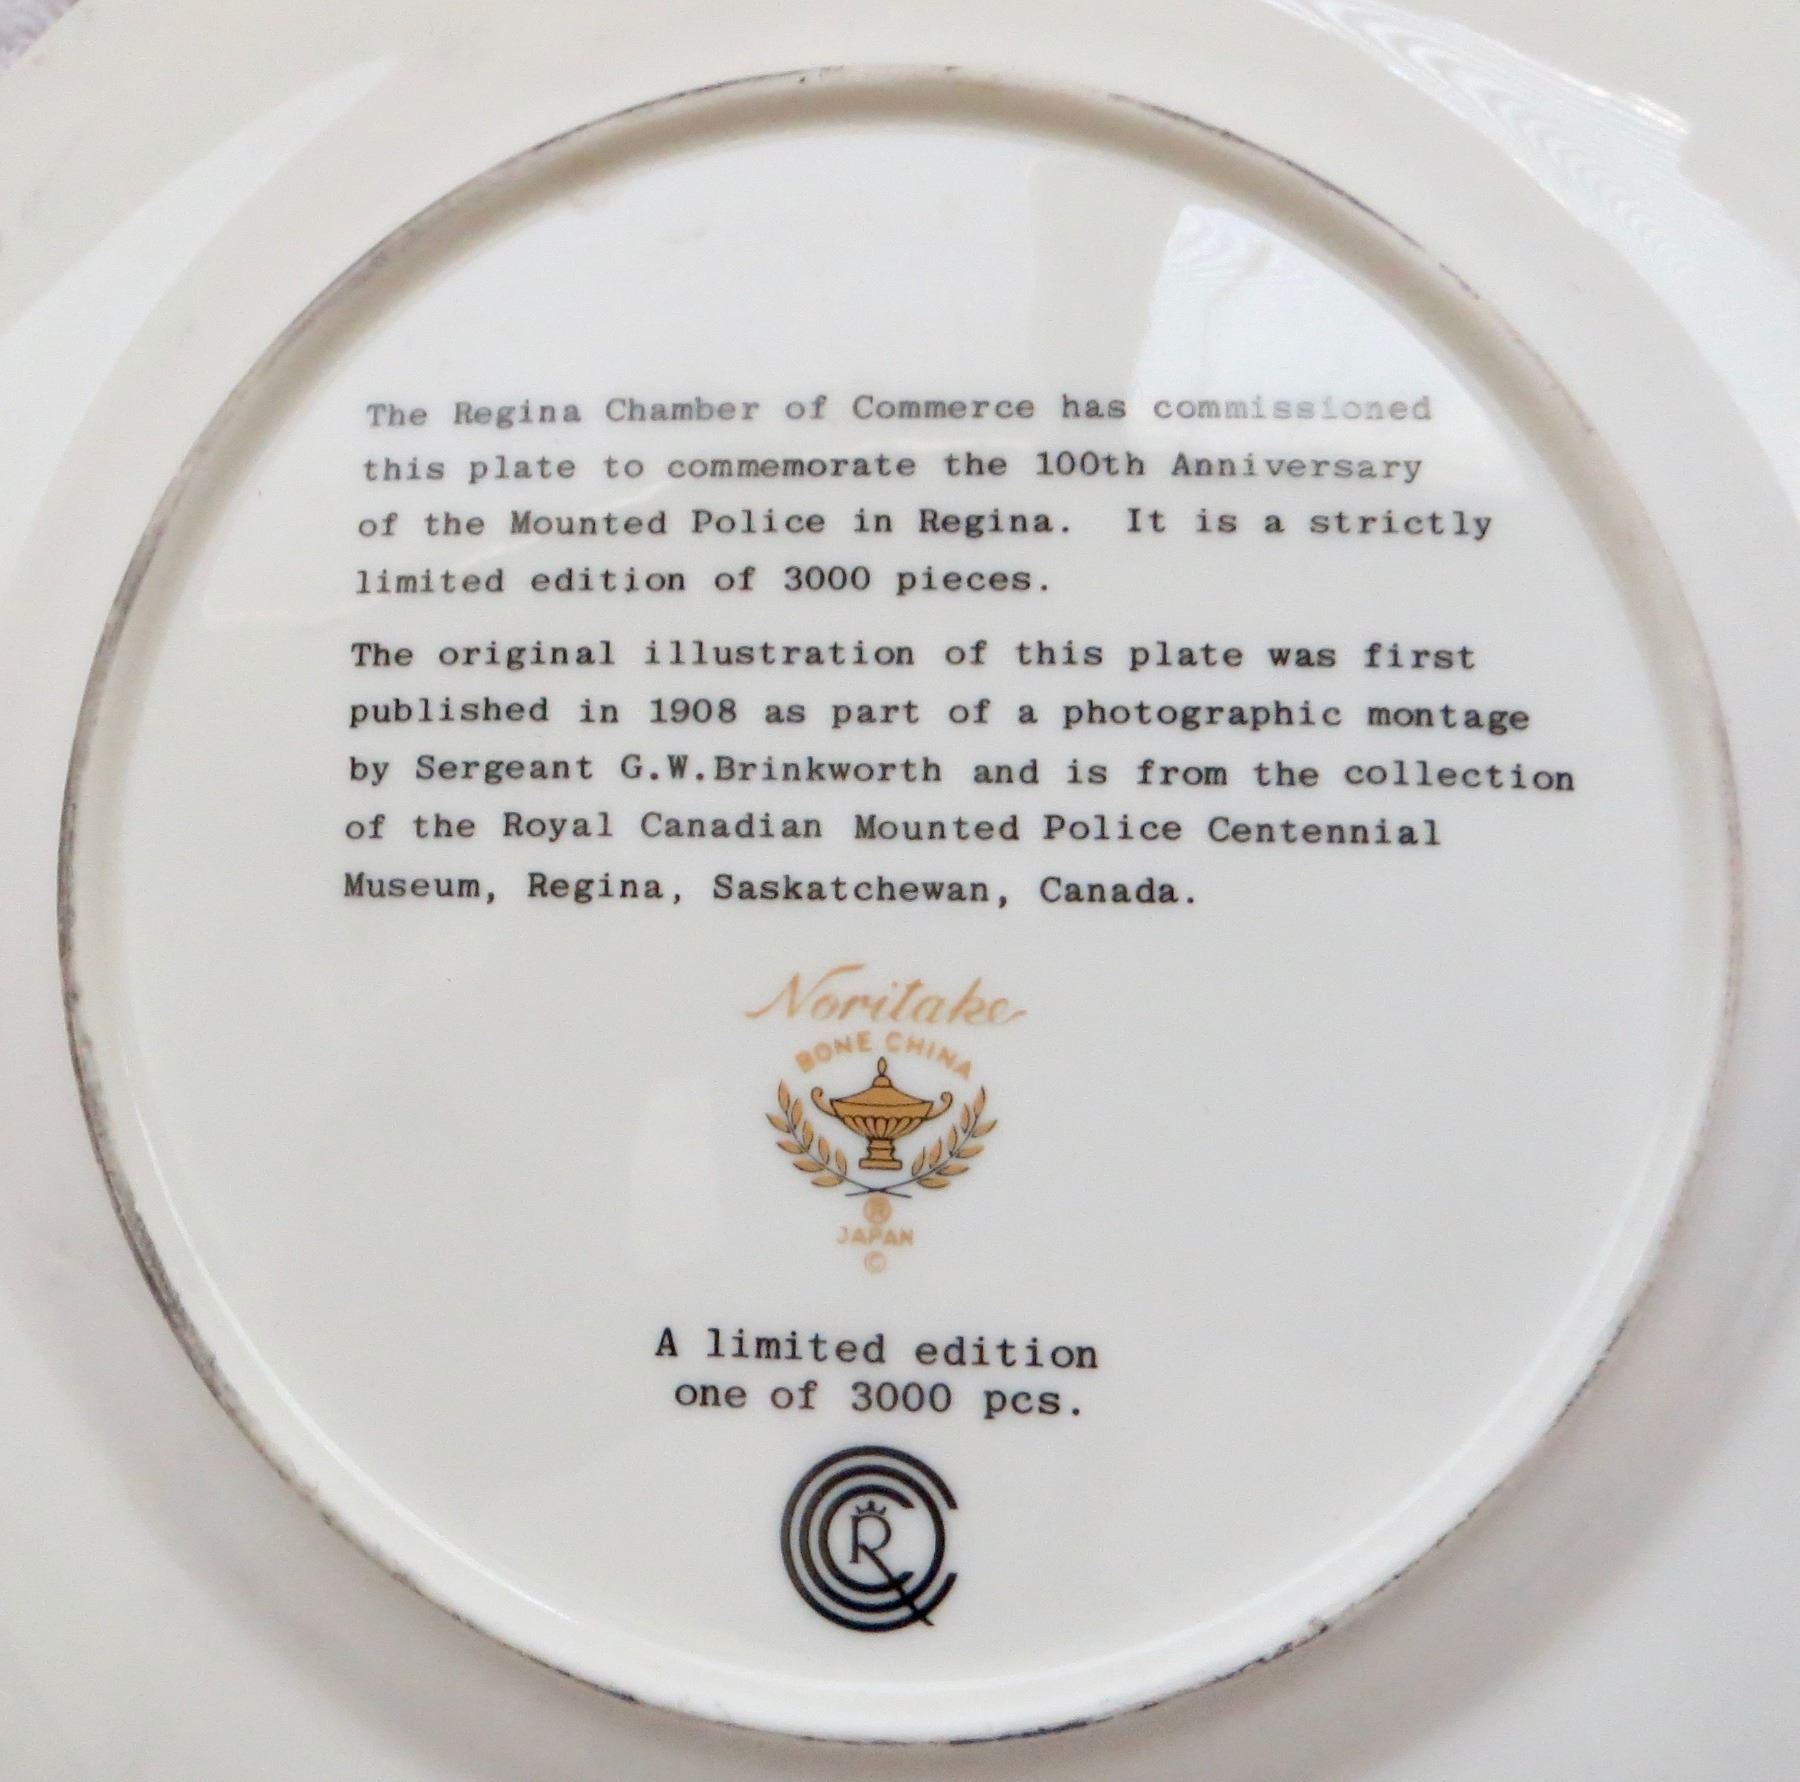 The Regina Chamber of Commerce has commissioned
this plate to commemorate the 100th Anniversary
of the Mounted Police in Regina. It is a strictly
limited edition of 3000 pieces.
The original illustration of this plate was first
published in 1908 as part of a photographic montage
by Sergeant G.W.Brinkworth and is from the collection
of the Royal Canadian Mounted Police Centennial
Museum, Regina, Saskatchewan, Canada.
Noritake
BONE CHINA
®
JAPAN
©
A limited edition
one of 3000 pcs.
CCCR